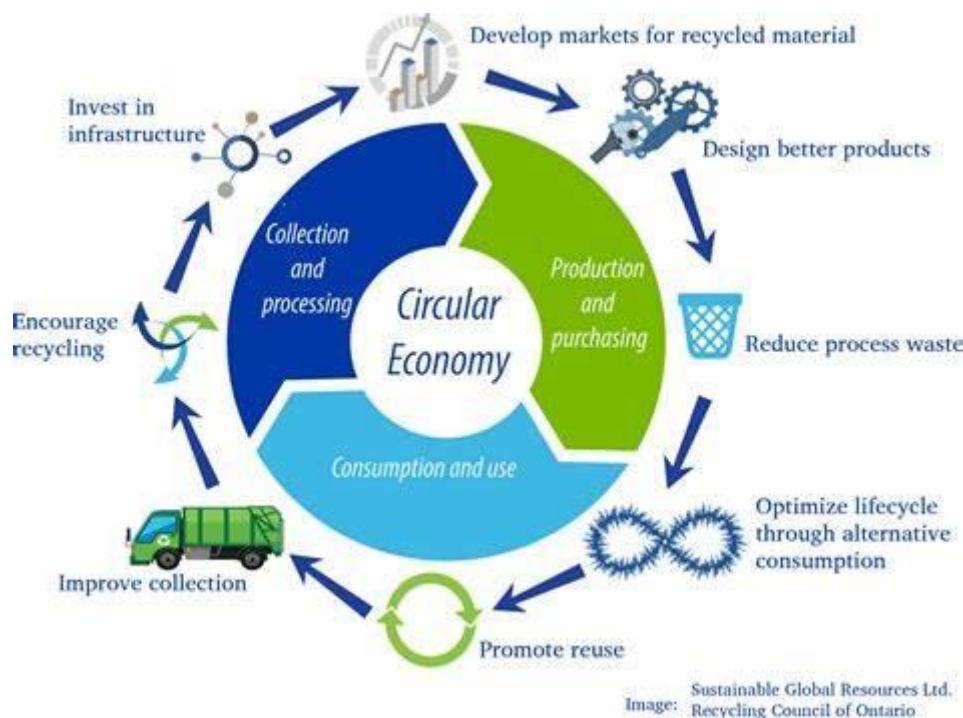 Develop markets for recycled material
Invest in
infrastructure
Design better products
Collection
and
processing
Production
and
purchasing
Circular
Economy
Encourage
recycling
Reduce process waste
Consumption and use
Optimize lifecycle
through alternative
consumption
Improve collection
Promote reuse
Image: Sustainable Global Resources Ltd.
Recycling Council of Ontario